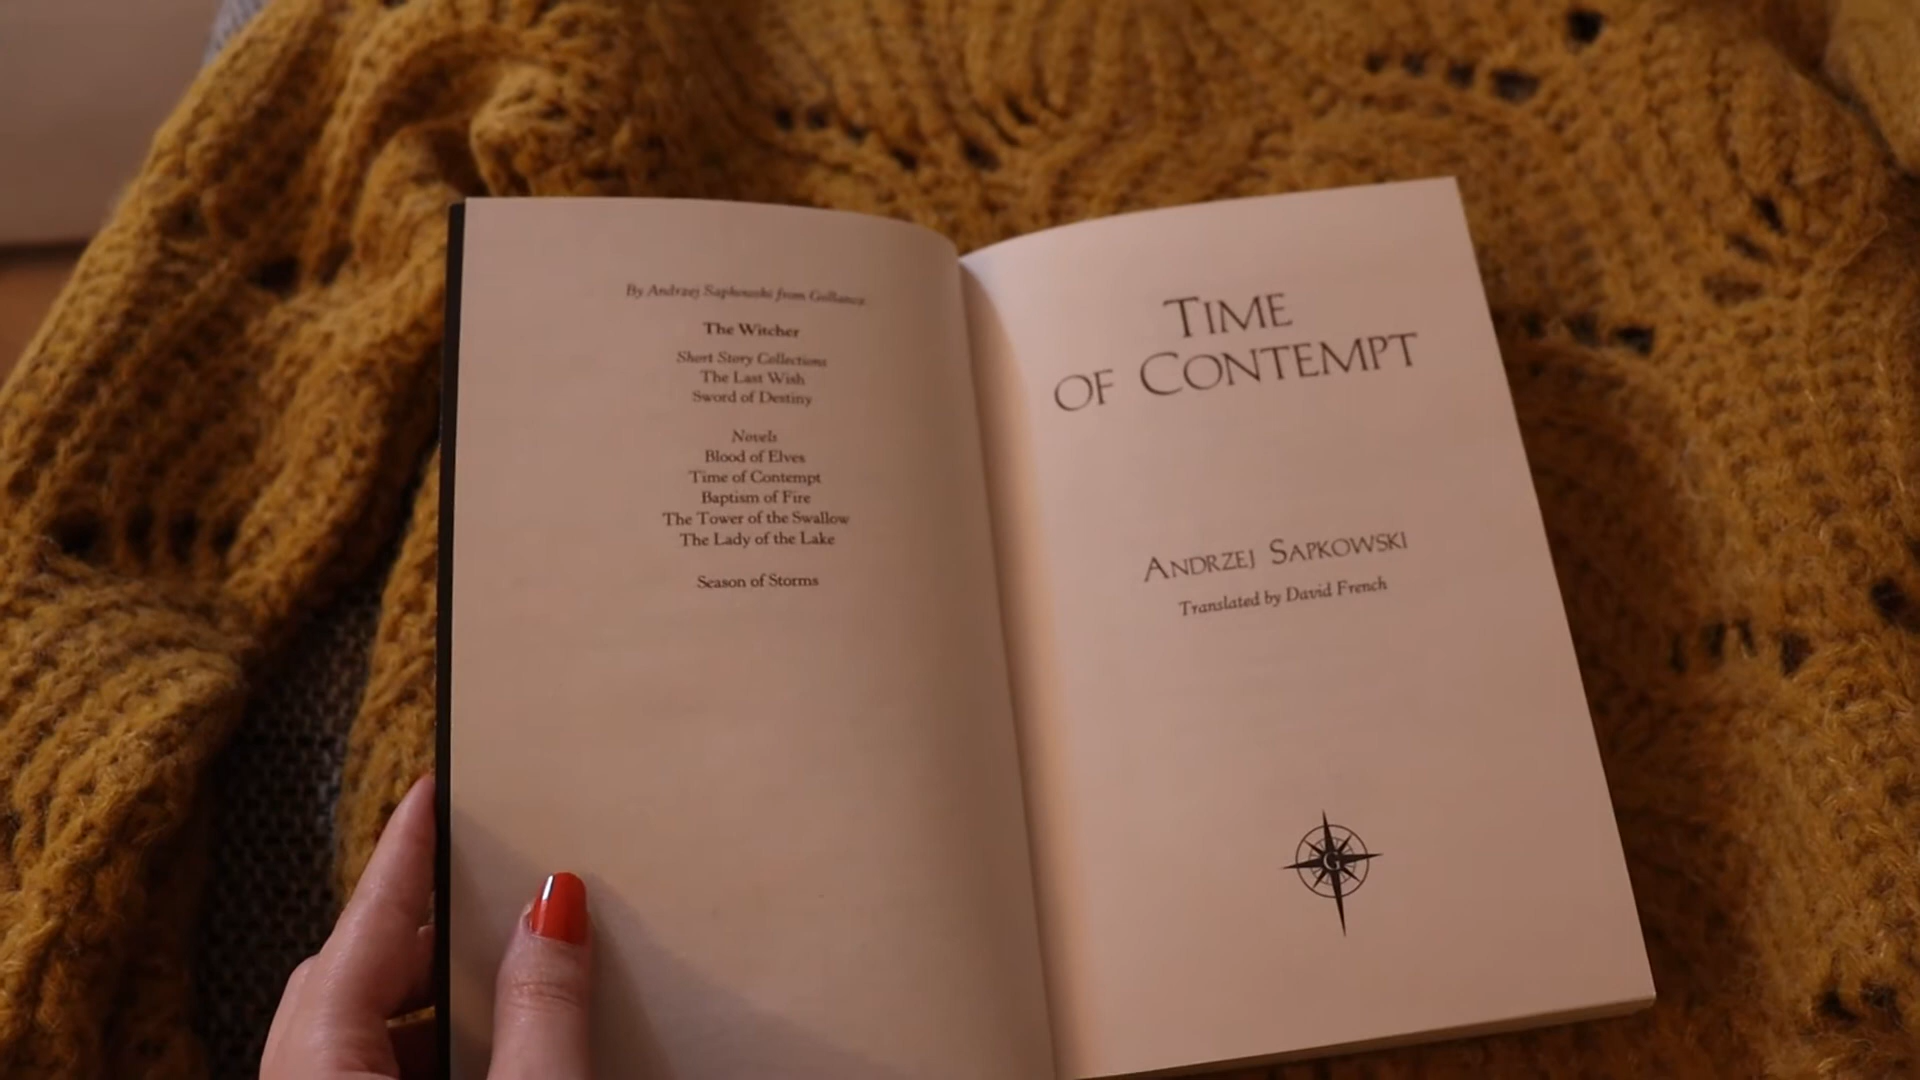 By Andrzej Sapkowski from Gollancz
The Witcher
Short Story Collections
The Last Wish
Sword of Destiny
Novels
Blood of Elves
Time of Contempt
Baptism of Fire
The Tower of the Swallow
The Lady of the Lake
Season of Storms
TIME
OF CONTEMPT
ANDRZEJ SAPKOWSKI
Translated by David French
G